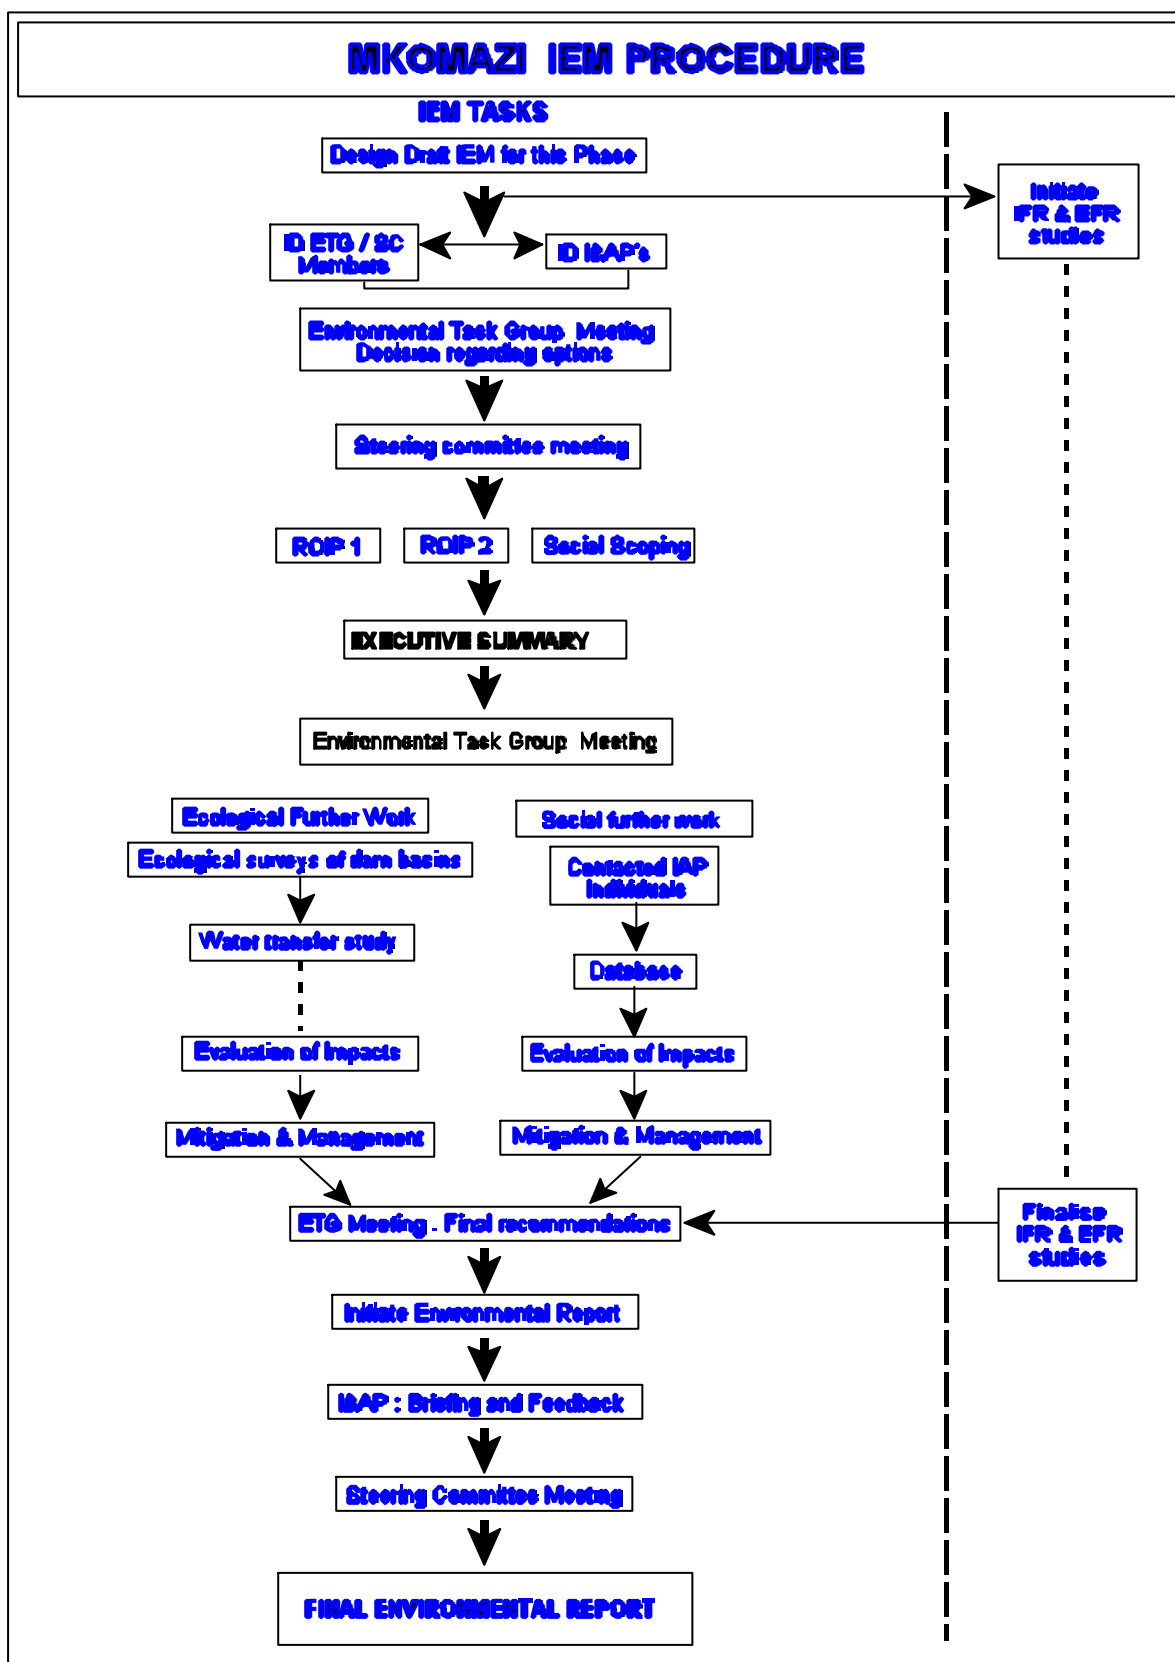 MKOMAZI IEM PROCEDURE
IEM TASKS
Design Draft IEM for this Phase
Initiate
IFR & EFR
studies
ID ETG / SC
Members
ID I&AP's
Environmental Task Group Meeting
Decision regarding options
Steering committee meeting
ROIP 1
ROIP 2
Social Scoping
EXECUTIVE SUMMARY
Environmental Task Group Meeting
Ecological Further Work
Social further work
Ecological surveys of dam basins
Contacted IAP
Individuals
Water transfer study
Database
Evaluation of Impacts
Evaluation of Impacts
Mitigation & Management
Mitigation & Management
ETG Meeting - Final recommendations
Finalise
IFR & EFR
studies
Initiate Environmental Report
I&AP : Briefing and Feedback
Steering Committee Meeting
FINAL ENVIRONMENTAL REPORT